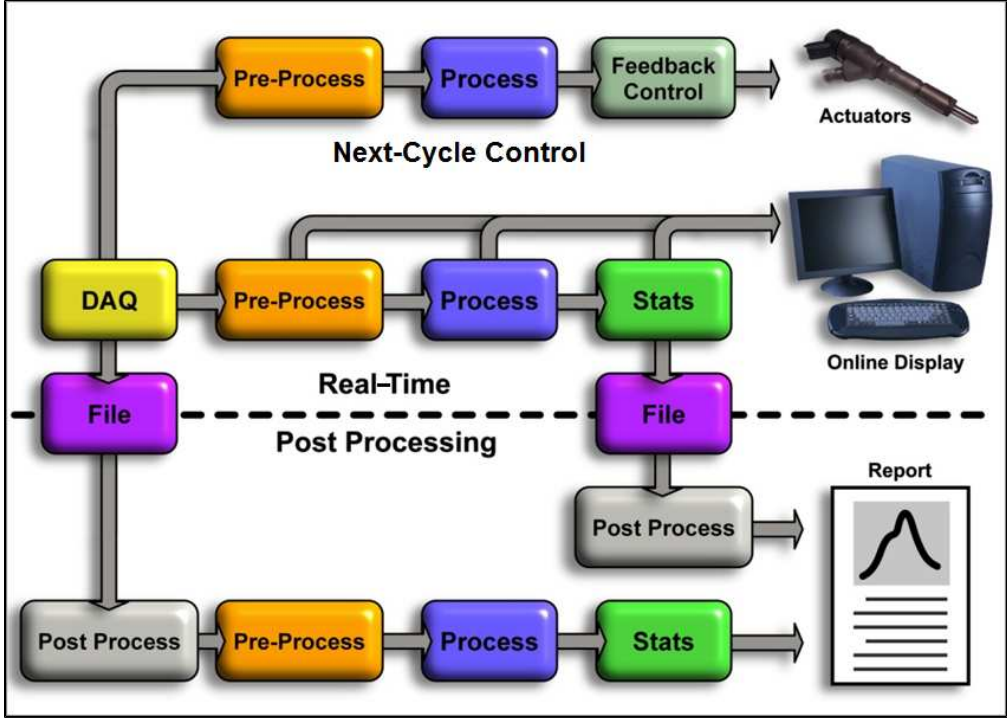 Pre-Process
Process
Feedback
Control
Actuators
Next-Cycle Control
DAQ
Pre-Process
Process
Stats
Online Display
File
Real-Time
File
Post Processing
Report
Post Process
Post Process
Pre-Process
Process
Stats